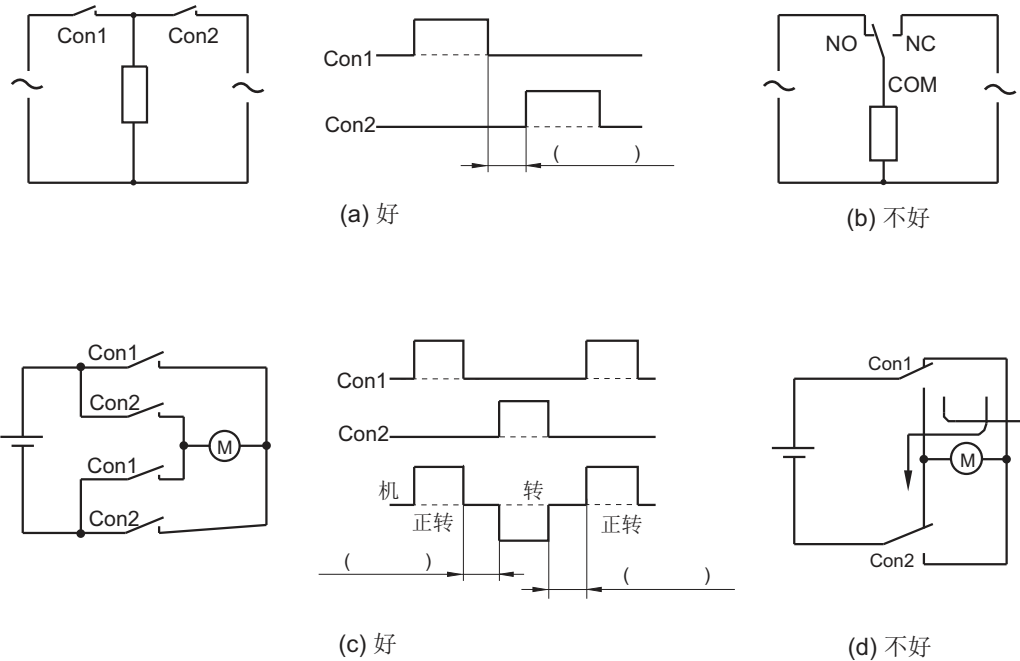 Con1 Con2
Con1
Con2
( )
(a) 好
NO NC
COM
(b) 不好
Con1
Con2
Con1
Con2
M
Con1
Con2
机
转
正转 正转
( ) ( )
(c) 好
Con1
M
Con2
(d) 不好